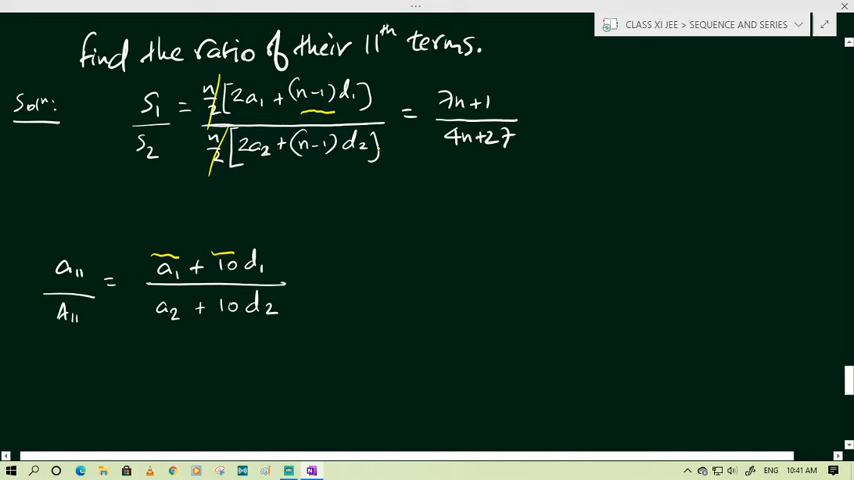 CLASS XI JEE > SEQUENCE AND SERIES
find the ratio of their 11th terms.
Soln: S1/S2 = n/2[2a1 + (n-1)d1] / n/2[2a2 + (n-1)d2] = 7n+1 / 4n+27
a11/A11 = a1 + 10d1 / a2 + 10d2
ENG 10:41 AM